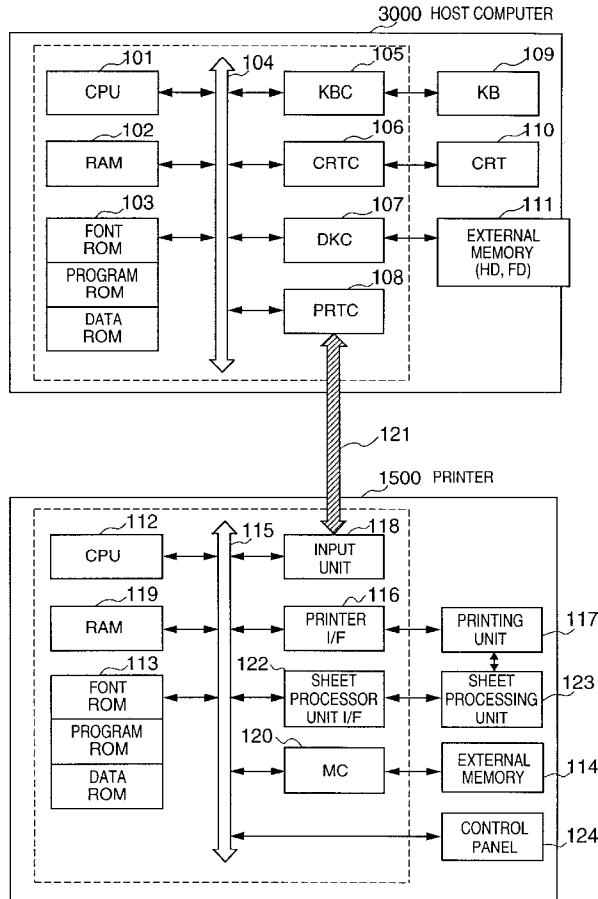 3000 HOST COMPUTER
101
104
105
109
CPU
KBC
KB
102
106
110
RAM
CRTC
CRT
103
107
111
FONT
ROM
DKC
EXTERNAL
MEMORY
(HD, FD)
PROGRAM
ROM
108
DATA
ROM
PRTC
121
1500 PRINTER
112
115
118
CPU
INPUT
UNIT
119
116
RAM
PRINTER
I/F
PRINTING
UNIT
117
113
122
FONT
ROM
SHEET
PROCESSOR
UNIT I/F
SHEET
PROCESSING
UNIT
123
PROGRAM
ROM
120
DATA
ROM
MC
EXTERNAL
MEMORY
114
CONTROL
PANEL
124